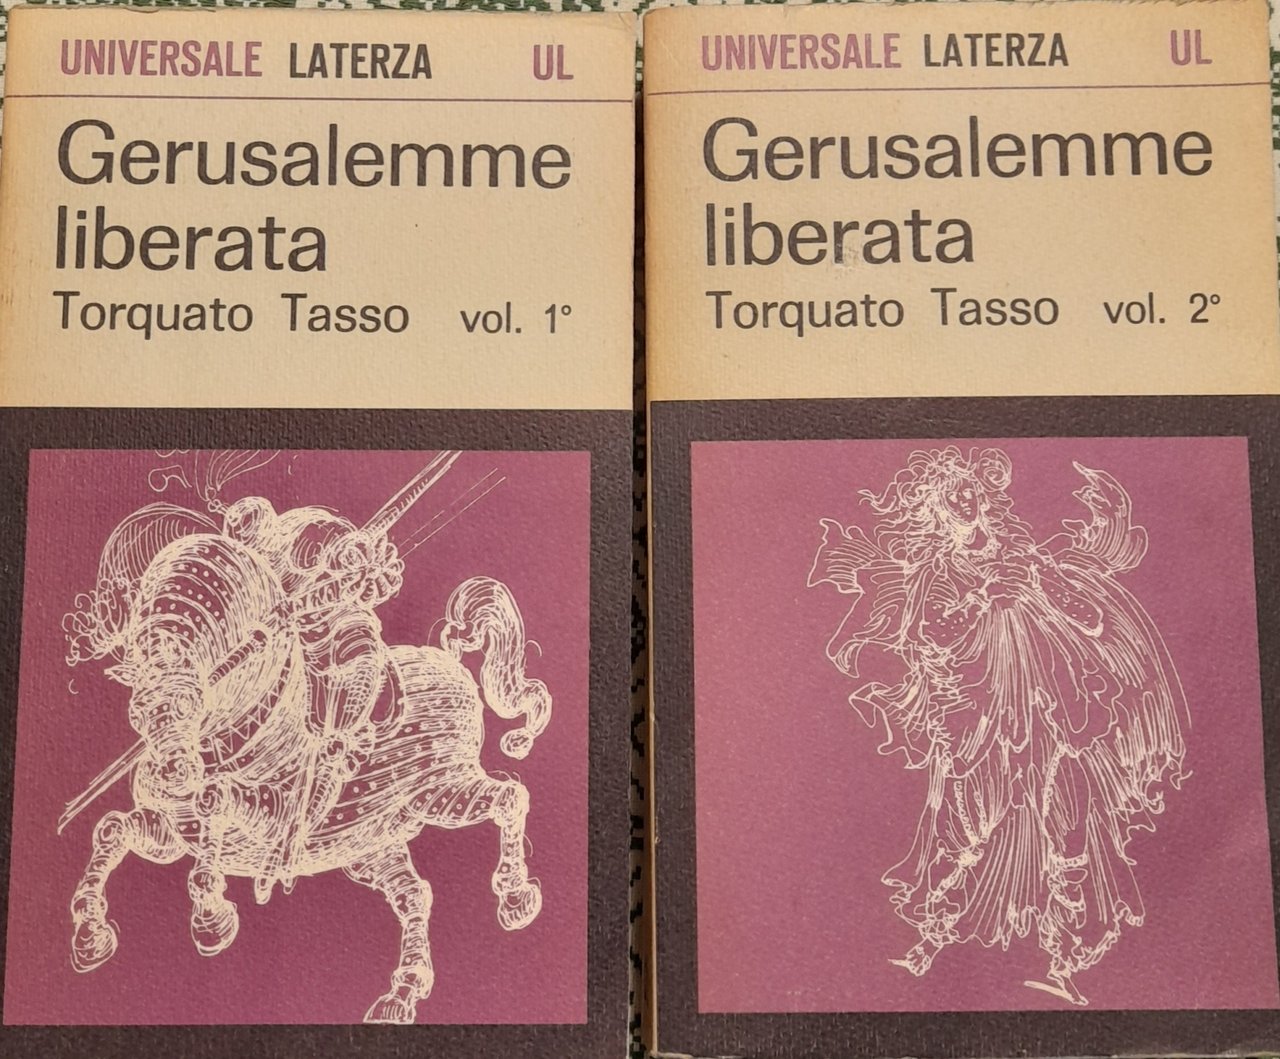 UNIVERSALE LATERZA UL
Gerusalemme
liberata
Torquato Tasso vol. 1°
UNIVERSALE LATERZA UL
Gerusalemme
liberata
Torquato Tasso vol. 2°